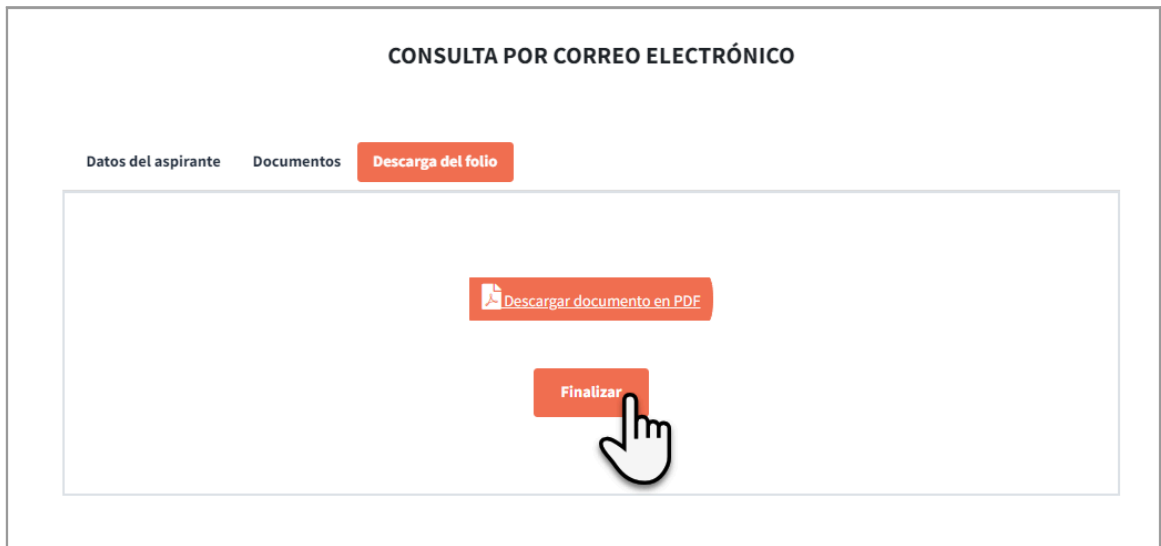 CONSULTA POR CORREO ELECTRÓNICO
Datos del aspirante Documentos Descarga del folio
Descargar documento en PDF
Finalizar